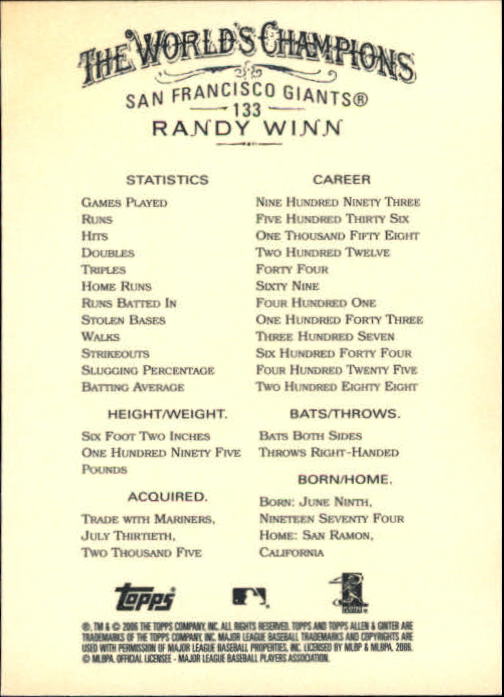 THE WORLD'S CHAMPIONS
SAN FRANCISCO GIANTS®
133
RANDY WINN
STATISTICS CAREER
GAMES PLAYED NINE HUNDRED NINETY THREE
RUNS FIVE HUNDRED THIRTY SIX
HITS ONE THOUSAND FIFTY EIGHT
DOUBLES TWO HUNDRED TWELVE
TRIPLES FORTY FOUR
HOME RUNS SIXTY NINE
RUNS BATTED IN FOUR HUNDRED ONE
STOLEN BASES ONE HUNDRED FORTY THREE
WALKS THREE HUNDRED SEVEN
STRIKEOUTS SIX HUNDRED FORTY FOUR
SLUGGING PERCENTAGE FOUR HUNDRED TWENTY FIVE
BATTING AVERAGE TWO HUNDRED EIGHTY EIGHT
HEIGHT/WEIGHT.
SIX FOOT TWO INCHES
ONE HUNDRED NINETY FIVE
POUNDS
BATS/THROWS.
BATS BOTH SIDES
THROWS RIGHT-HANDED
ACQUIRED.
TRADE WITH MARINERS,
JULY THIRTIETH,
TWO THOUSAND FIVE
BORN/HOME.
BORN: JUNE NINTH,
NINETEEN SEVENTY FOUR
HOME: SAN RAMON,
CALIFORNIA
Topps
®, TM & © 2006 THE TOPPS COMPANY, INC. ALL RIGHTS RESERVED. TOPPS AND TOPPS ALLEN & GINTER ARE
TRADEMARKS OF THE TOPPS COMPANY, INC. MAJOR LEAGUE BASEBALL TRADEMARKS AND COPYRIGHTS ARE
USED WITH PERMISSION OF MAJOR LEAGUE BASEBALL PROPERTIES, INC. LICENSED BY MLBP & MLBPA, 2006.
© MLBPA, OFFICIAL LICENSEE - MAJOR LEAGUE BASEBALL PLAYERS ASSOCIATION.